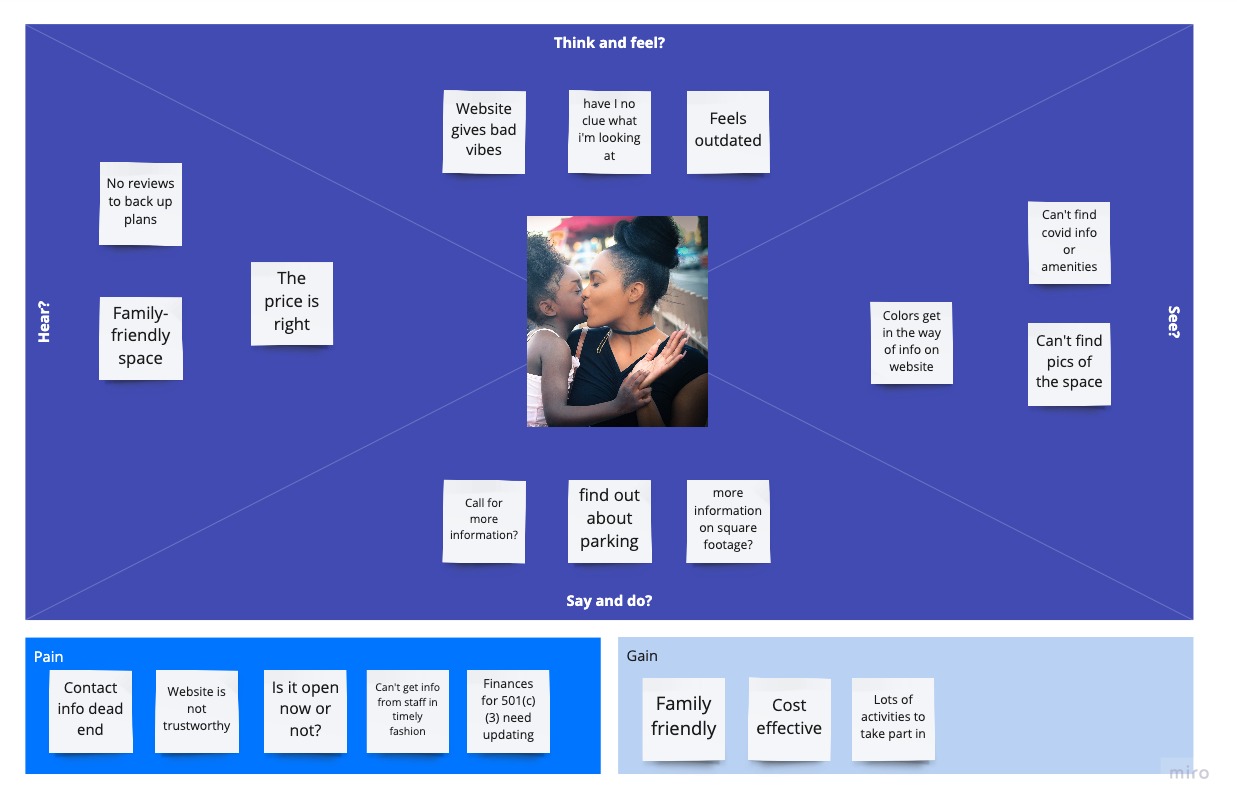 Think and feel?
Website
gives bad
vibes
have I no
clue what
i'm looking
at
Feels
outdated
Hear?
No reviews
to back up
plans
Family-
friendly
space
The
price is
right
See?
Can't find
covid info
or
amenities
Colors get
in the way
of info on
website
Can't find
pics of
the space
Call for
more
information?
find out
about
parking
more
information
on square
footage?
Say and do?
Pain
Contact
info dead
end
Website is
not
trustworthy
Is it open
now or
not?
Can't get info
from staff in
timely
fashion
Finances
for 501(c)
(3) need
updating
Gain
Family
friendly
Cost
effective
Lots of
activities to
take part in
miro